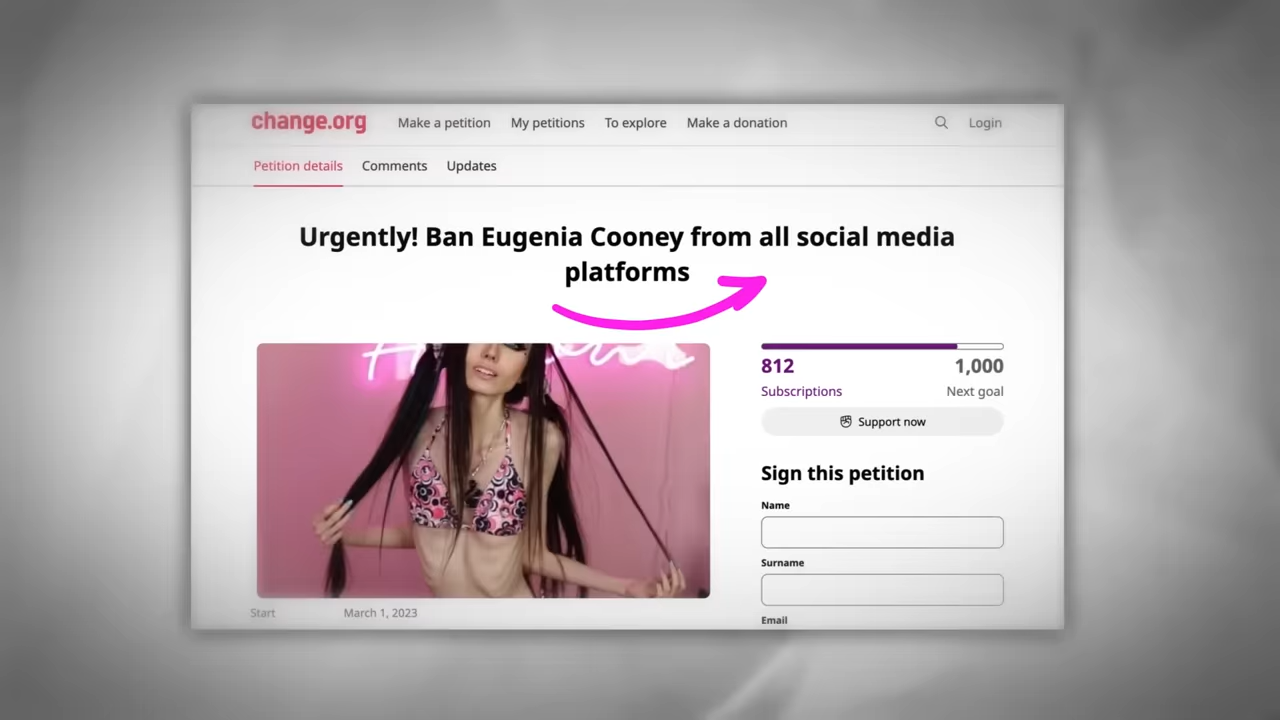 change.org Make a petition My petitions To explore Make a donation Login
Petition details Comments Updates
Urgently! Ban Eugenia Cooney from all social media
platforms
812 1,000
Subscriptions Next goal
Support now
Sign this petition
Name
Surname
Email
Start March 1, 2023